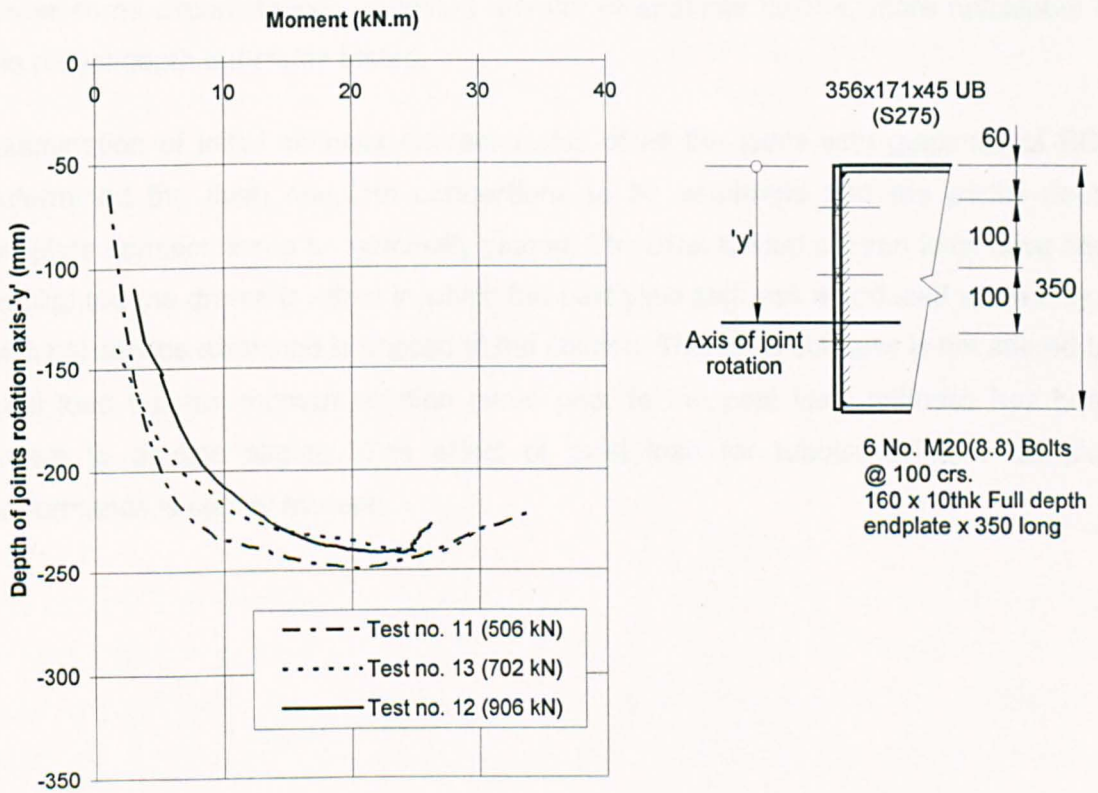 Moment (kN.m)
0
0
10
20
30
40
-50
-100
-150
-200
-250
-300
-350
Depth of joints rotation axis-'y' (mm)
Test no. 11 (506 kN)
Test no. 13 (702 kN)
Test no. 12 (906 kN)
356x171x45 UB
(S275)
60
100
100
350
'y'
Axis of joint
rotation
6 No. M20(8.8) Bolts
@ 100 crs.
160 x 10thk Full depth
endplate x 350 long